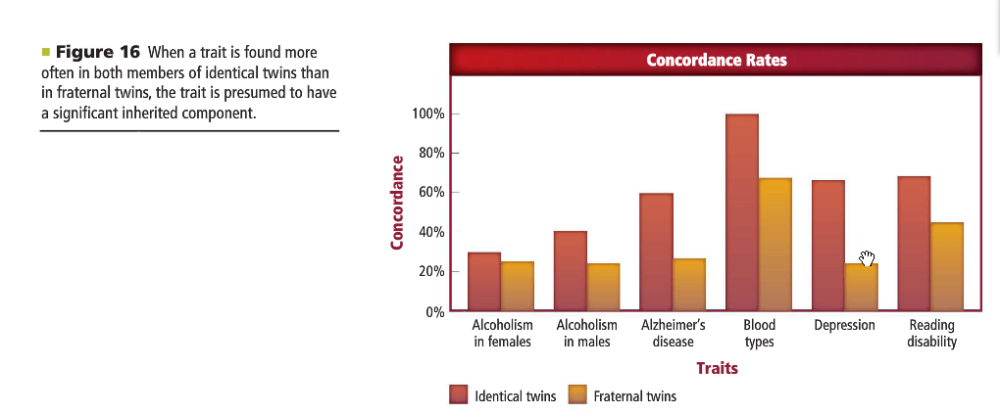 Figure 16 When a trait is found more
often in both members of identical twins than
in fraternal twins, the trait is presumed to have
a significant inherited component.
Concordance Rates
Concordance
100%
80%
60%
40%
20%
0%
Alcoholism
in females
Alcoholism
in males
Alzheimer's
disease
Blood
types
Depression
Reading
disability
Traits
Identical twins
Fraternal twins